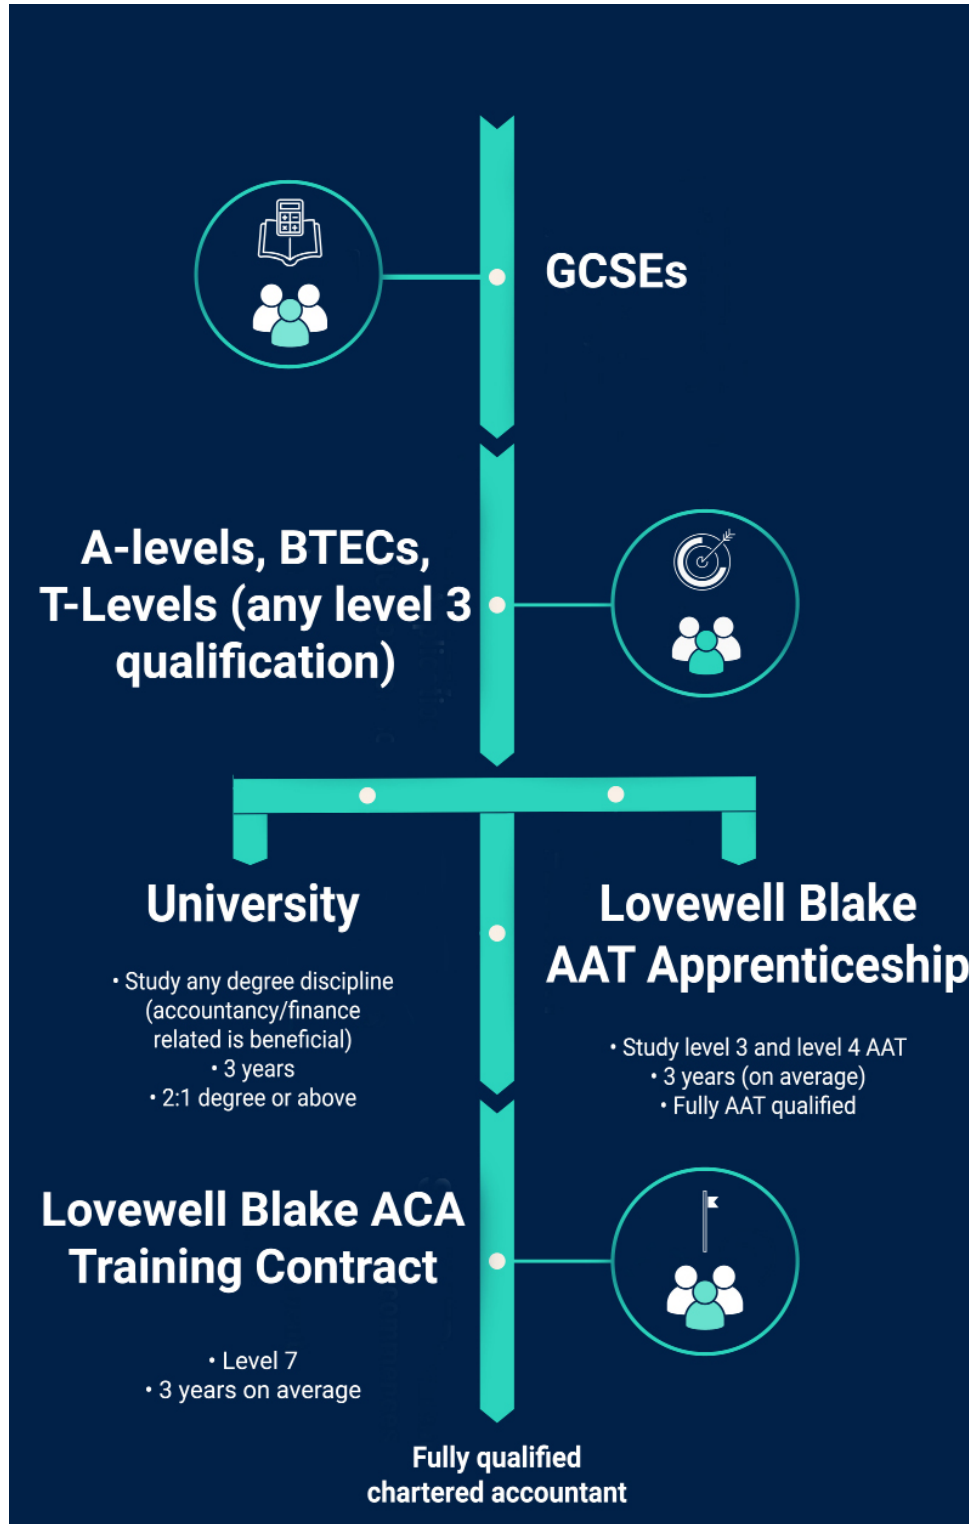 GCSEs
A-levels, BTECs,
T-Levels (any level 3
qualification)
University
• Study any degree discipline
(accountancy/finance
related is beneficial)
• 3 years
• 2:1 degree or above
Lovewell Blake
AAT Apprenticeship
• Study level 3 and level 4 AAT
• 3 years (on average)
• Fully AAT qualified
Lovewell Blake ACA
Training Contract
• Level 7
• 3 years on average
Fully qualified
chartered accountant